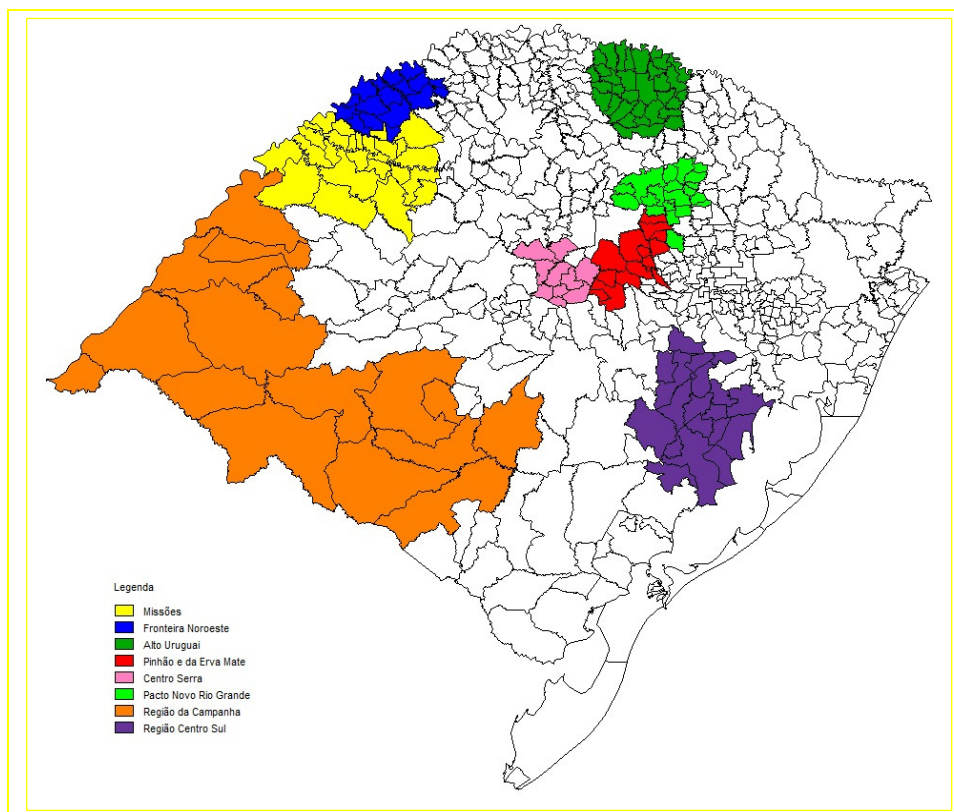 Legenda
Missões
Fronteira Noroeste
Alto Uruguai
Pinhão e da Erva Mate
Centro Serra
Pacto Novo Rio Grande
Região da Campanha
Região Centro Sul